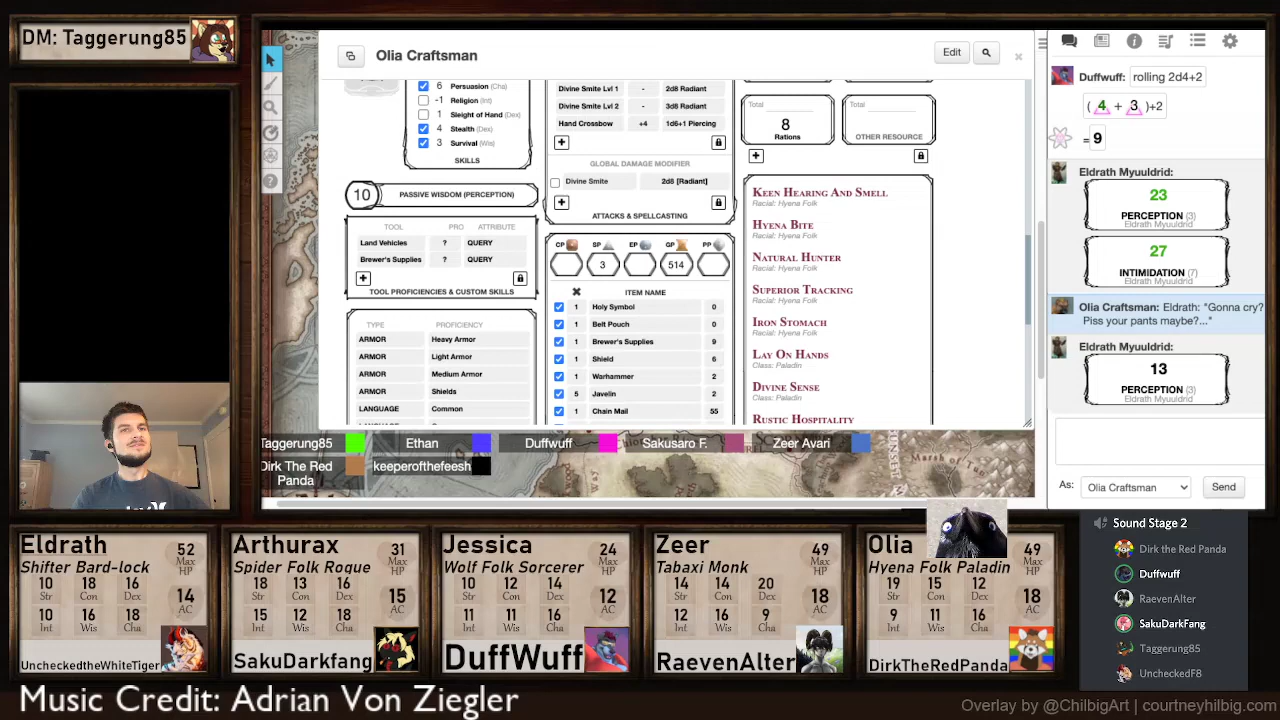 DM: Taggerung85
Olia Craftsman
Edit
6 Persuasion (Cha)
-1 Religion (Int)
1 Sleight of Hand (Dex)
4 Stealth (Dex)
3 Survival (Wis)
SKILLS
10 PASSIVE WISDOM (PERCEPTION)
TOOL PRO ATTRIBUTE
Land Vehicles ? QUERY
Brewer's Supplies ? QUERY
TOOL PROFICIENCIES & CUSTOM SKILLS
TYPE PROFICIENCY
ARMOR Heavy Armor
ARMOR Light Armor
ARMOR Medium Armor
ARMOR Shields
LANGUAGE Common
Divine Smite Lvl 1 - 2d8 Radiant
Divine Smite Lvl 2 - 3d8 Radiant
Hand Crossbow +4 1d6+1 Piercing
GLOBAL DAMAGE MODIFIER
Divine Smite 2d8 [Radiant]
ATTACKS & SPELLCASTING
CP SP EP GP PP
3 514
ITEM NAME
1 Holy Symbol 0
1 Belt Pouch 0
1 Brewer's Supplies 9
1 Shield 6
1 Warhammer 2
5 Javelin 2
1 Chain Mail 55
Total
8
Rations
Total
OTHER RESOURCE
KEEN HEARING AND SMELL
Racial: Hyena Folk
HYENA BITE
Racial: Hyena Folk
NATURAL HUNTER
Racial: Hyena Folk
SUPERIOR TRACKING
Racial: Hyena Folk
IRON STOMACH
Racial: Hyena Folk
LAY ON HANDS
Class: Paladin
DIVINE SENSE
Class: Paladin
RUSTIC HOSPITALITY
Duffwuff: rolling 2d4+2
(4 + 3)+2
= 9
Eldrath Myuuldrid:
23
PERCEPTION (3)
Eldrath Myuuldrid
27
INTIMIDATION (7)
Eldrath Myuuldrid
Olia Craftsman: Eldrath: "Gonna cry?
Piss your pants maybe?..."
Eldrath Myuuldrid:
13
PERCEPTION (3)
Eldrath Myuuldrid
As: Olia Craftsman Send
Taggerung85 Ethan Duffwuff Sakusaro F. Zeer Avari
Dirk The Red
Panda
keeperofthefeesh
Marsh of
Eldrath
Shifter Bard-lock
52
Max
HP
10 18 16
Str Con Dex
14
AC
10 16 18
Int Wis Cha
UncheckedtheWhiteTiger
Arthurax
Spider Folk Rogue
31
Max
HP
18 13 16
Str Con Dex
15
AC
15 12 18
Int Wis Cha
SakuDarkfang
Jessica
Wolf Folk Sorcerer
24
Max
HP
10 12 14
Str Con Dex
12
AC
11 11 16
Int Wis Cha
DuffWuff
Zeer
Tabaxi Monk
49
Max
HP
14 14 20
Str Con Dex
18
AC
12 16 9
Int Wis Cha
RaevenAlter
Olia
Hyena Folk Paladin
49
Max
HP
19 15 12
Str Con Dex
18
AC
9 11 16
Int Wis Cha
DirkTheRedPanda
Sound Stage 2
Dirk the Red Panda
Duffwuff
RaevenAlter
SakuDarkFang
Taggerung85
UncheckedF8
Music Credit: Adrian Von Ziegler
Overlay by @ChilbigArt | courtneyhilbig.com